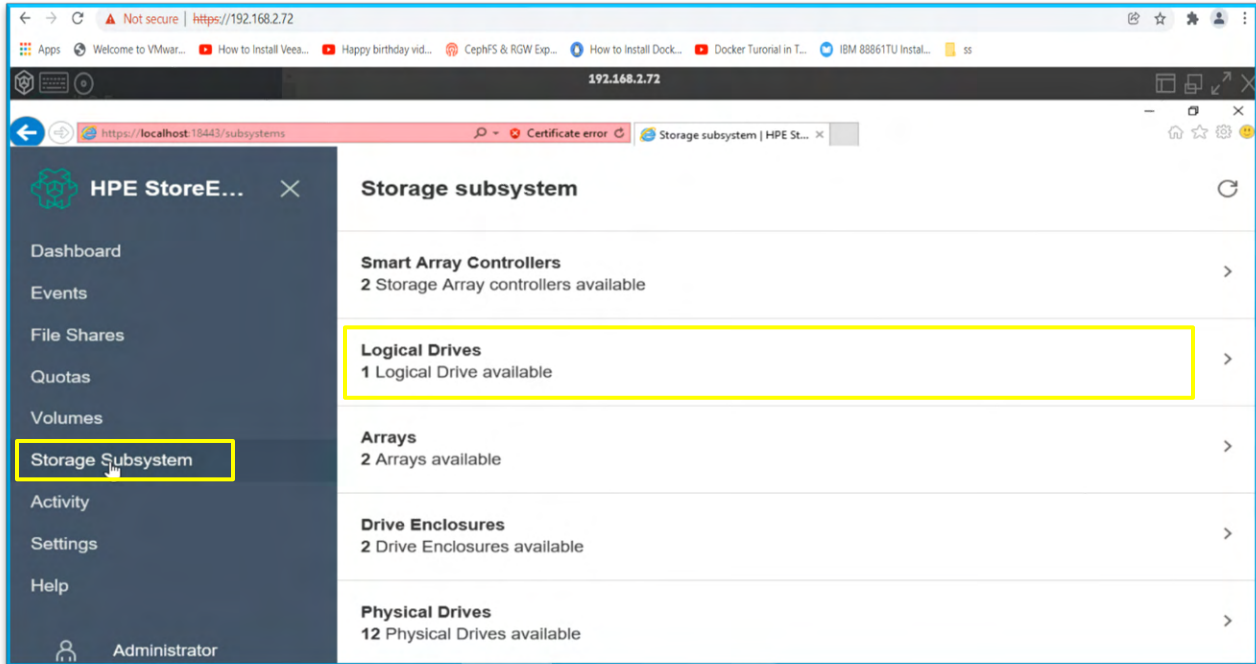 Not secure | https://192.168.2.72
Apps Welcome to VMwar... How to Install Veea... Happy birthday vid... CephFS & RGW Exp... How to Install Dock... Docker Turorial in T... IBM 88861TU Instal... ss
192.168.2.72
https://localhost:18443/subsystems Certificate error Storage subsystem | HPE St...
HPE StoreE...
Storage subsystem
Dashboard
Events
File Shares
Quotas
Volumes
Storage Subsystem
Activity
Settings
Help
Administrator
Smart Array Controllers
2 Storage Array controllers available
Logical Drives
1 Logical Drive available
Arrays
2 Arrays available
Drive Enclosures
2 Drive Enclosures available
Physical Drives
12 Physical Drives available